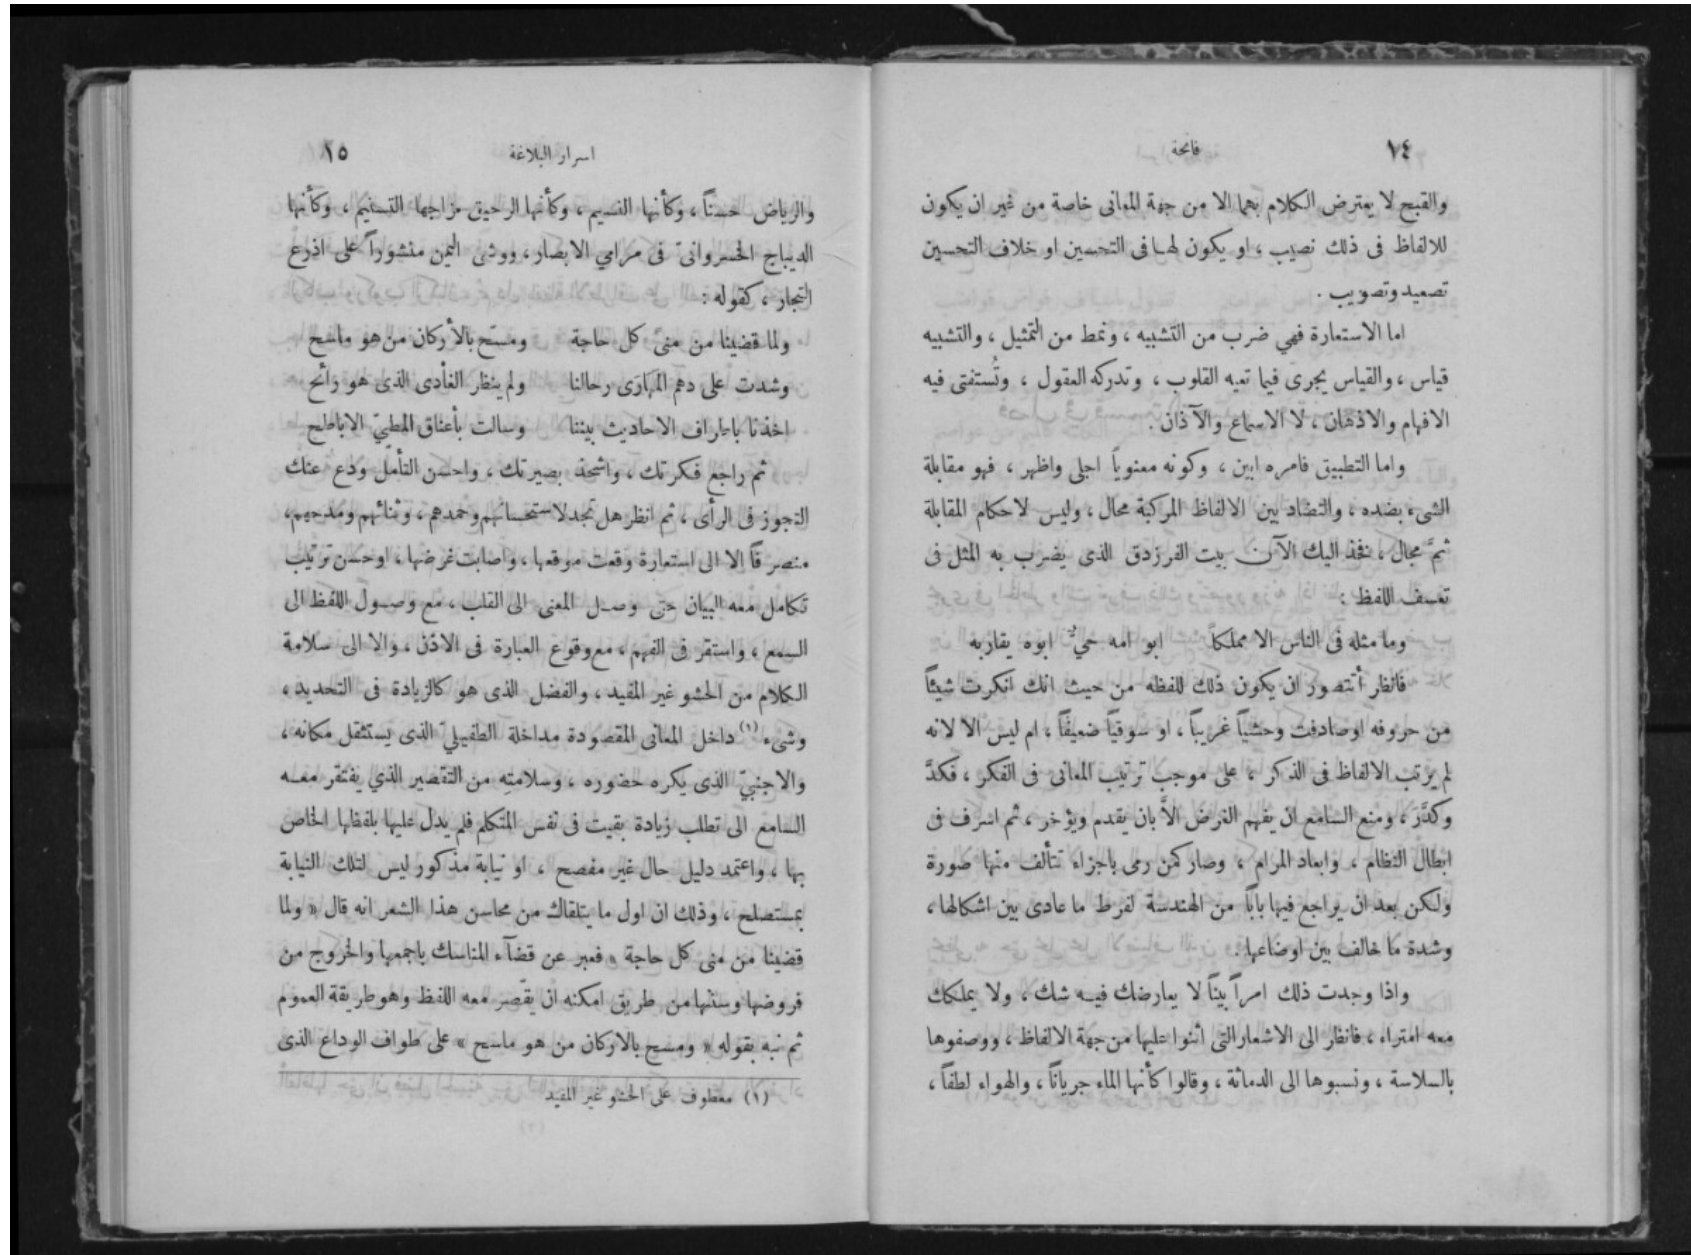 ١٤
فاتحة
والقبح لا يعترض الكلام بهما الا من جهة المعانى خاصة من غير ان يكون
للالفاظ فى ذلك نصيب ، او يكون لها فى التحسين او خلاف التحسين
تصعيد وتصويب .
اما الاستعارة فهي ضرب من التشبيه ، ونمط من التمثيل ، والتشبيه
قياس ، والقياس يجرى فيما تعيه القلوب ، وتدركه العقول ، وتُستفتى فيه
الافهام والاذهان ، لا الاسماع والآذان .
واما التطبيق فامره ابين ، وكونه معنوياً اجلى واظهر ، فهو مقابلة
الشىء بضده ، والتضاد بين الالفاظ المركبة محال ، وليس لاحكام المقابلة
ثمَّ مجال ، فخذ اليك الآن بيت الفرزدق الذى يضرب به المثل فى
تعسف اللفظ :
وما مثله فى الناس الا مملكاً ابو امه حيٌّ ابوه يقاربه
فانظر أتتصور ان يكون ذلك للفظه من حيث انك انكرت شيئاً
من حروفه او صادفت وحشياً غريباً ، او سوقياً ضعيفاً ، ام ليس الا لانه
لم يرتب الالفاظ فى الذكر ، على موجب ترتيب المعانى فى الفكر ، فكدَّ
وكدَّرَ ، ومنع السامع ان يفهم الغرضَ الاَّ بان يقدم ويؤخر ، ثم اسرف فى
ابطال النظام ، وابعاد المرام ، وصار كمن رمى باجزاء تتألف منها صورة
ولكن بعد ان يراجع فيها باباً من الهندسة لفرط ما عادى بين اشكالها ،
وشدة ما خالف بين اوضاعها .
واذا وجدت ذلك امراً بيناً لا يعارضك فيه شك ، ولا يملكك
معه امتراء ، فانظر الى الاشعار التى اثنوا عليها من جهة الالفاظ ، ووصفوها
بالسلاسة ، ونسبوها الى الدماثة ، وقالوا كأنها الماء جرياناً ، والهواء لطفاً ،
اسرار البلاغة
١٥
والرياض حسناً ، وكأنها النسيم ، وكأنها الرحيق مزاجها التسنيم ، وكأنها
الديباج الخسروانىّ فى مرامي الابصار ، ووشى اليمن منشوراً على اذرع
التجار ، كقوله :
ولما قضينا من منىً كل حاجة ومسّح بالأركان من هو ماسح
وشدت على دهم المهَارَى رحالنا ولم ينظر الغادى الذى هو رائح
اخذنا باطراف الاحاديث بيننا وسالت بأعناق المطيّ الاباطح
ثم راجع فكرتك ، واشحذ بصيرتك ، واحسن التأمل ودع عنك
التجوز فى الرأى ، ثم انظر هل تجد لاستحسانهم وحمدهم ، وثنائهم ومدحهم ،
منصرفاً إلا الى استعارة وقعت موقعها ، واصابت غرضها ، او حسن ترتيب
تكامل معه البيان حتى وصل المعنى الى القلب ، مع وصول اللفظ الى
السمع ، واستقر فى الفهم ، مع وقوع العبارة فى الاذن ، والا الى سلامة
الكلام من الحشو غير المفيد ، والفضل الذى هو كالزيادة فى التحديد ،
وشىء (١) داخل المعانى المقصودة مداخلة الطفيليّ الذى يستثقل مكانه ،
والاجنبيّ الذى يكره حضوره ، وسلامتِه من التقصير الذي يفتقر معه
السامع الى تطلب زيادة بقيت فى نفس المتكلم فلم يدل عليها بلفظها الخاص
بها ، واعتمد دليل حال غير مفصح ، او نيابة مذكور ليس لتلك النيابة
بمستصلح ، وذلك ان اول ما يتلقاك من محاسن هذا الشعر انه قال « ولما
قضينا من منى كل حاجة » فعبر عن قضآء المناسك باجمعها والخروج من
فروضها وسننها من طريق امكنه ان يقصّر معه اللفظ وهو طريقة العموم
ثم نبه بقوله « ومسح بالاركان من هو ماسح » على طواف الوداع الذى
(١) معطوف على الحشو غير المفيد